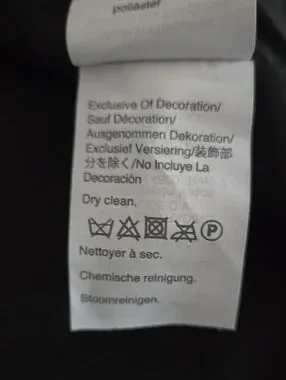 poliéster
Exclusive Of Decoration/
Sauf Décoration/
Ausgenommen Dekoration/
Exclusief Versiering/装飾部
分を除く/No Incluye La
Decoración
Dry clean.
P
Nettoyer à sec.
Chemische reinigung.
Stoomreinigen.